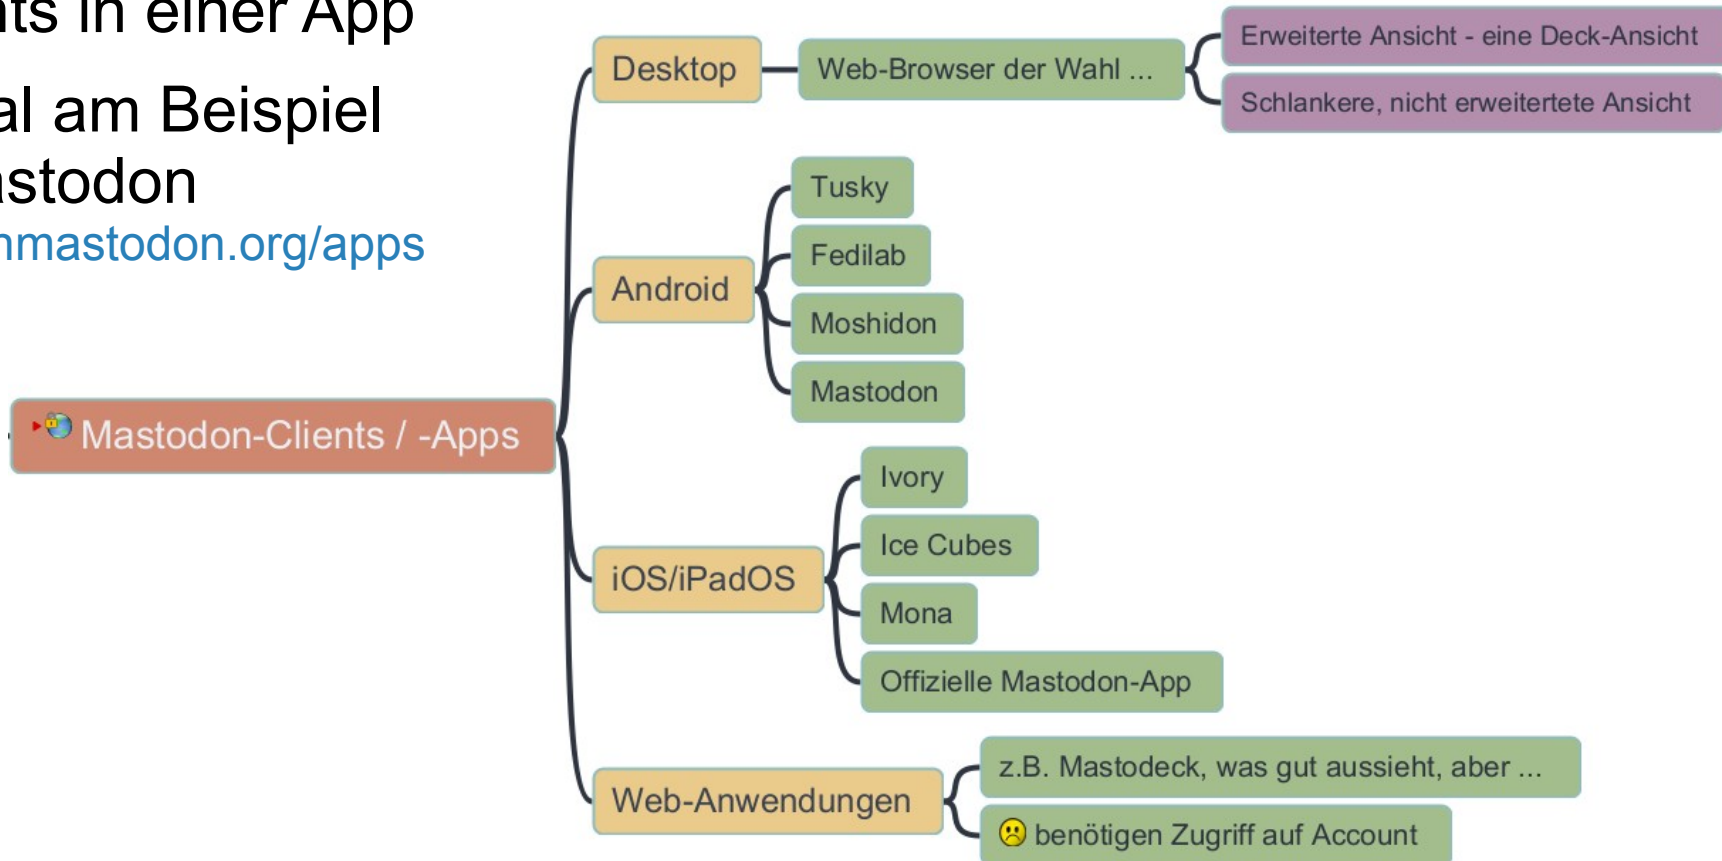 nts in einer App
al am Beispiel
astodon
nmastodon.org/apps
Mastodon-Clients / -Apps
Desktop
Web-Browser der Wahl ...
Erweiterte Ansicht - eine Deck-Ansicht
Schlankere, nicht erweitertete Ansicht
Android
Tusky
Fedilab
Moshidon
Mastodon
iOS/iPadOS
Ivory
Ice Cubes
Mona
Offizielle Mastodon-App
Web-Anwendungen
z.B. Mastodeck, was gut aussieht, aber ...
benötigen Zugriff auf Account